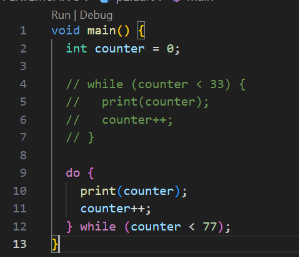 Run | Debug
1 void main() {
2   int counter = 0;
3
4   // while (counter < 33) {
5   //   print(counter);
6   //   counter++;
7   // }
8
9   do {
10     print(counter);
11     counter++;
12   } while (counter < 77);
13 }